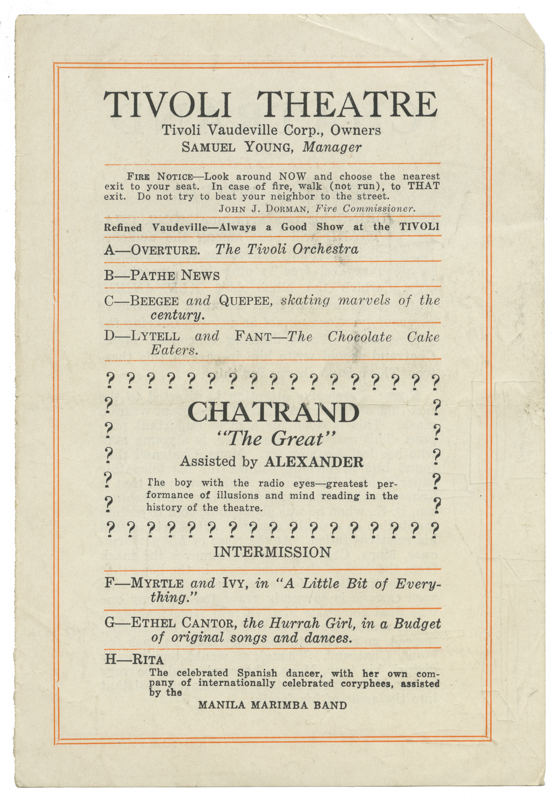 TIVOLI THEATRE
Tivoli Vaudeville Corp., Owners
SAMUEL YOUNG, Manager
FIRE NOTICE—Look around NOW and choose the nearest
exit to your seat. In case of fire, walk (not run), to THAT
exit. Do not try to beat your neighbor to the street.
JOHN J. DORMAN, Fire Commissioner.
Refined Vaudeville—Always a Good Show at the TIVOLI
A—OVERTURE. The Tivoli Orchestra
B—PATHE NEWS
C—BEEGEE and QUEPEE, skating marvels of the
century.
D—LYTELL and FANT—The Chocolate Cake
Eaters.
? ? ? ? ? ? ? ? ? ? ? ? ? ? ? ? ?
? ?
CHATRAND
? ?
"The Great"
? ?
Assisted by ALEXANDER
? ?
The boy with the radio eyes—greatest per-
formance of illusions and mind reading in the
? ?
history of the theatre.
? ? ? ? ? ? ? ? ? ? ? ? ? ? ? ? ?
INTERMISSION
F—MYRTLE and IVY, in "A Little Bit of Every-
thing."
G—ETHEL CANTOR, the Hurrah Girl, in a Budget
of original songs and dances.
H—RITA
The celebrated Spanish dancer, with her own com-
pany of internationally celebrated coryphees, assisted
by the
MANILA MARIMBA BAND